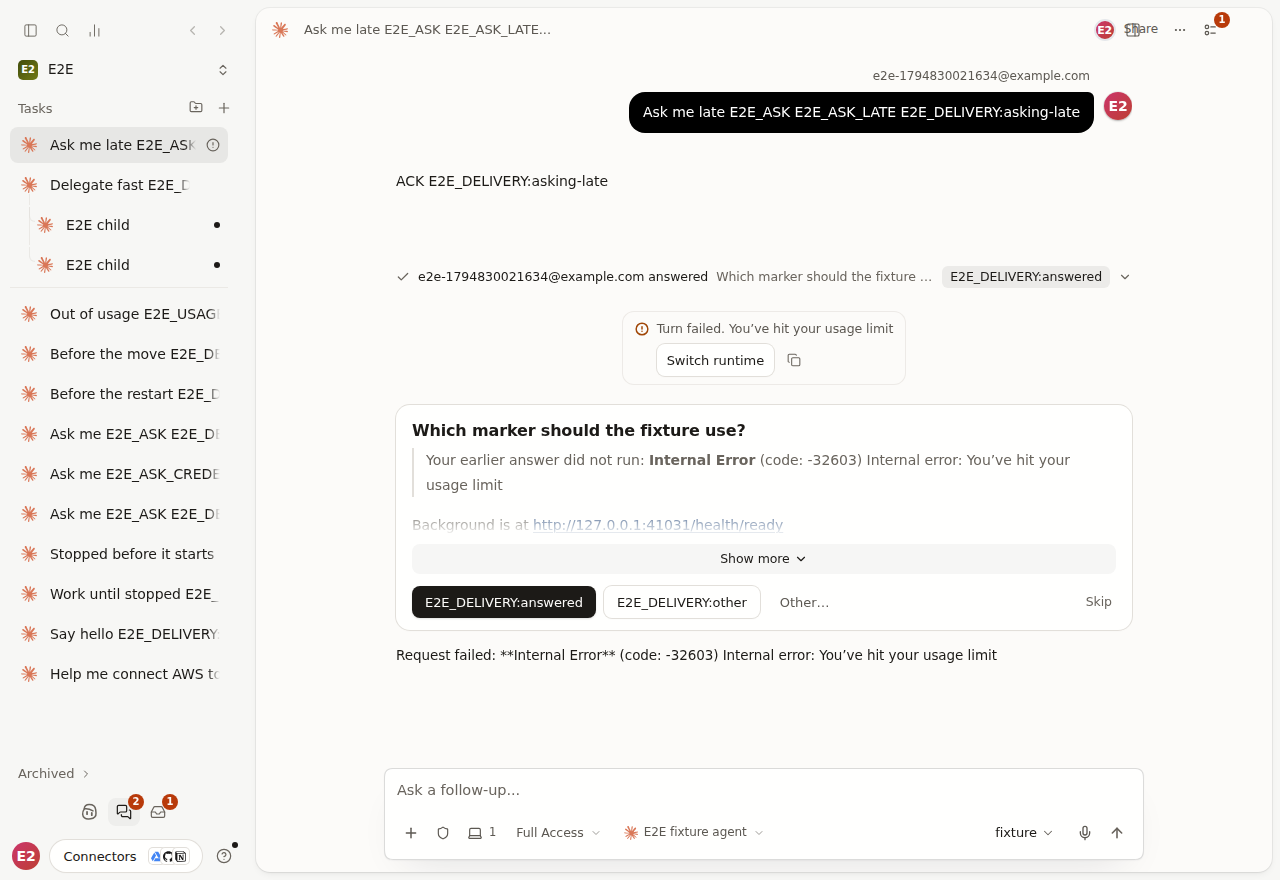 Ask me late E2E_ASK E2E_ASK_LATE...
E2 Share
1
E2 E2E
e2e-1794830021634@example.com
Tasks
Ask me late E2E_ASK E2E_ASK_LATE E2E_DELIVERY:asking-late
E2
Ask me late E2E_ASK
Delegate fast E2E_D
ACK E2E_DELIVERY:asking-late
E2E child
E2E child
e2e-1794830021634@example.com answered Which marker should the fixture ... E2E_DELIVERY:answered
Out of usage E2E_USAGE
Before the move E2E_DE
Before the restart E2E_D
Ask me E2E_ASK E2E_DE
Ask me E2E_ASK_CREDE
Ask me E2E_ASK E2E_DE
Stopped before it starts
Work until stopped E2E_
Say hello E2E_DELIVERY:
Help me connect AWS to
Turn failed. You’ve hit your usage limit
Switch runtime
Which marker should the fixture use?
Your earlier answer did not run: Internal Error (code: -32603) Internal error: You’ve hit your
usage limit
Background is at http://127.0.0.1:41031/health/ready
Show more
E2E_DELIVERY:answered E2E_DELIVERY:other Other... Skip
Request failed: **Internal Error** (code: -32603) Internal error: You’ve hit your usage limit
Archived
2 1
E2 Connectors
Ask a follow-up...
1 Full Access E2E fixture agent fixture